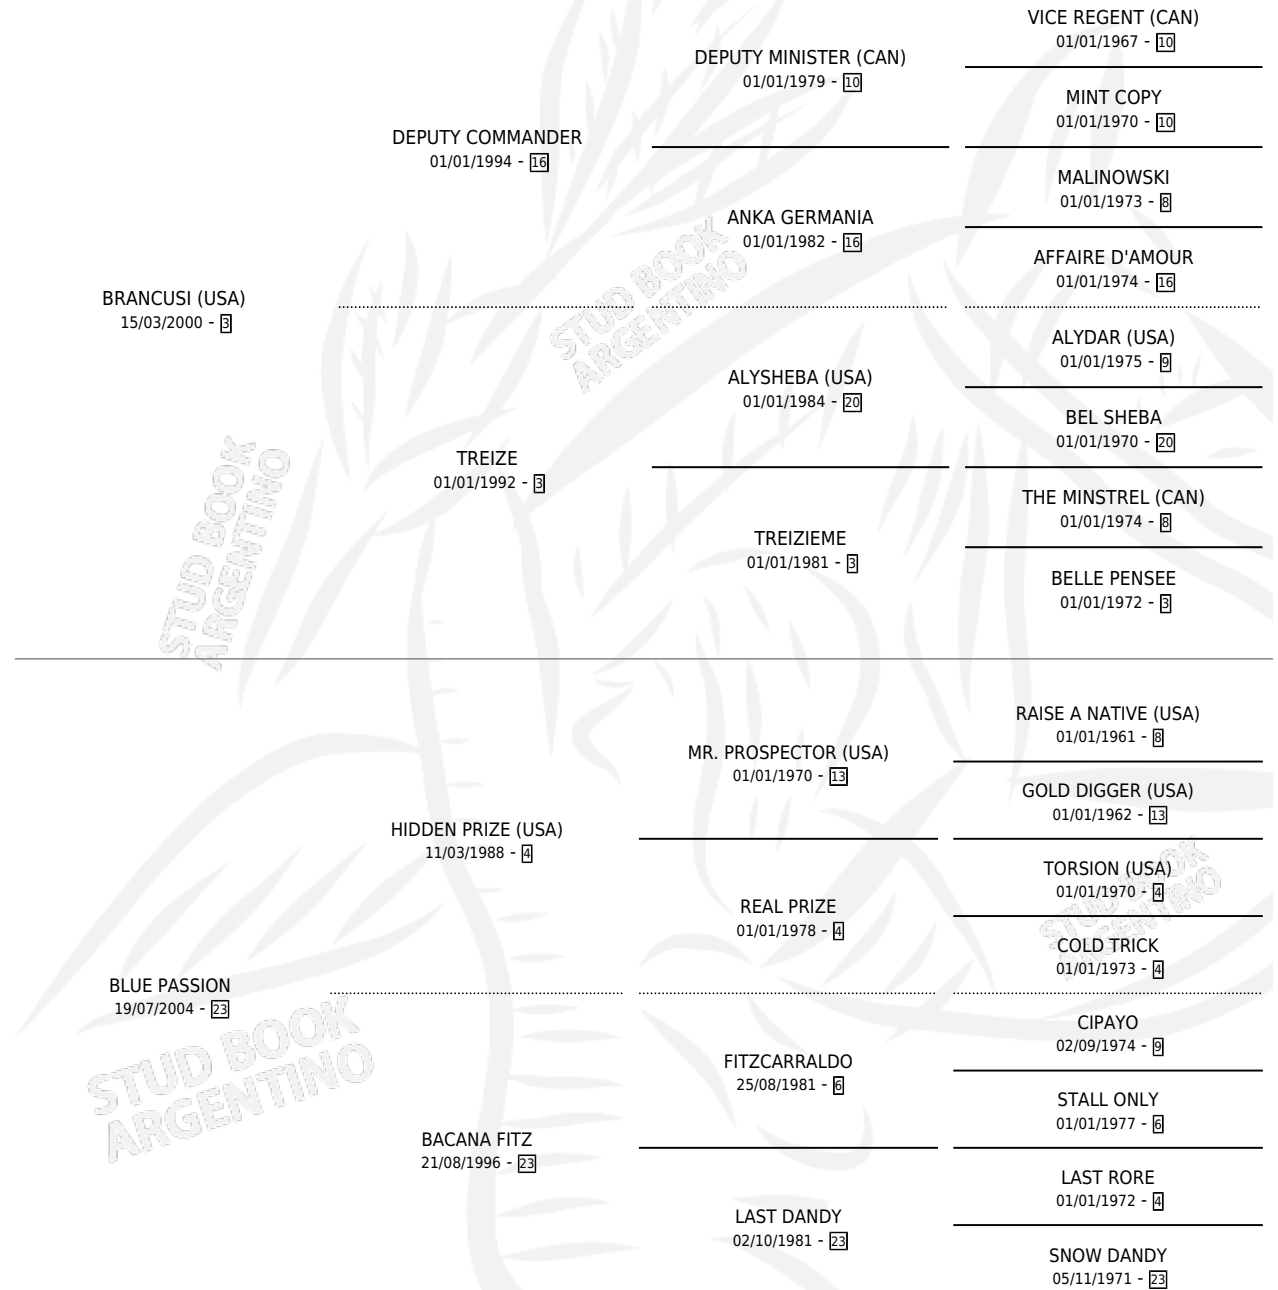 VICE REGENT (CAN)
01/01/1967 - 10
DEPUTY MINISTER (CAN)
01/01/1979 - 10
MINT COPY
01/01/1970 - 10
DEPUTY COMMANDER
01/01/1994 - 16
MALINOWSKI
01/01/1973 - 8
ANKA GERMANIA
01/01/1982 - 16
AFFAIRE D'AMOUR
01/01/1974 - 16
BRANCUSI (USA)
15/03/2000 - 3
STUD BOOK
ARGENTINO
ALYDAR (USA)
01/01/1975 - 9
ALYSHEBA (USA)
01/01/1984 - 20
BEL SHEBA
01/01/1970 - 20
TREIZE
01/01/1992 - 3
THE MINSTREL (CAN)
01/01/1974 - 8
TREIZIEME
01/01/1981 - 3
BELLE PENSEE
01/01/1972 - 3
STUD BOOK
ARGENTINO
RAISE A NATIVE (USA)
01/01/1961 - 8
MR. PROSPECTOR (USA)
01/01/1970 - 13
GOLD DIGGER (USA)
01/01/1962 - 13
HIDDEN PRIZE (USA)
11/03/1988 - 4
TORSION (USA)
01/01/1970 - 4
REAL PRIZE
01/01/1978 - 4
STUD BOOK
ARGENTINO
COLD TRICK
01/01/1973 - 4
BLUE PASSION
19/07/2004 - 23
CIPAYO
02/09/1974 - 9
FITZCARRALDO
25/08/1981 - 6
STALL ONLY
01/01/1977 - 6
STUD BOOK
ARGENTINO
BACANA FITZ
21/08/1996 - 23
LAST RORE
01/01/1972 - 4
LAST DANDY
02/10/1981 - 23
SNOW DANDY
05/11/1971 - 23